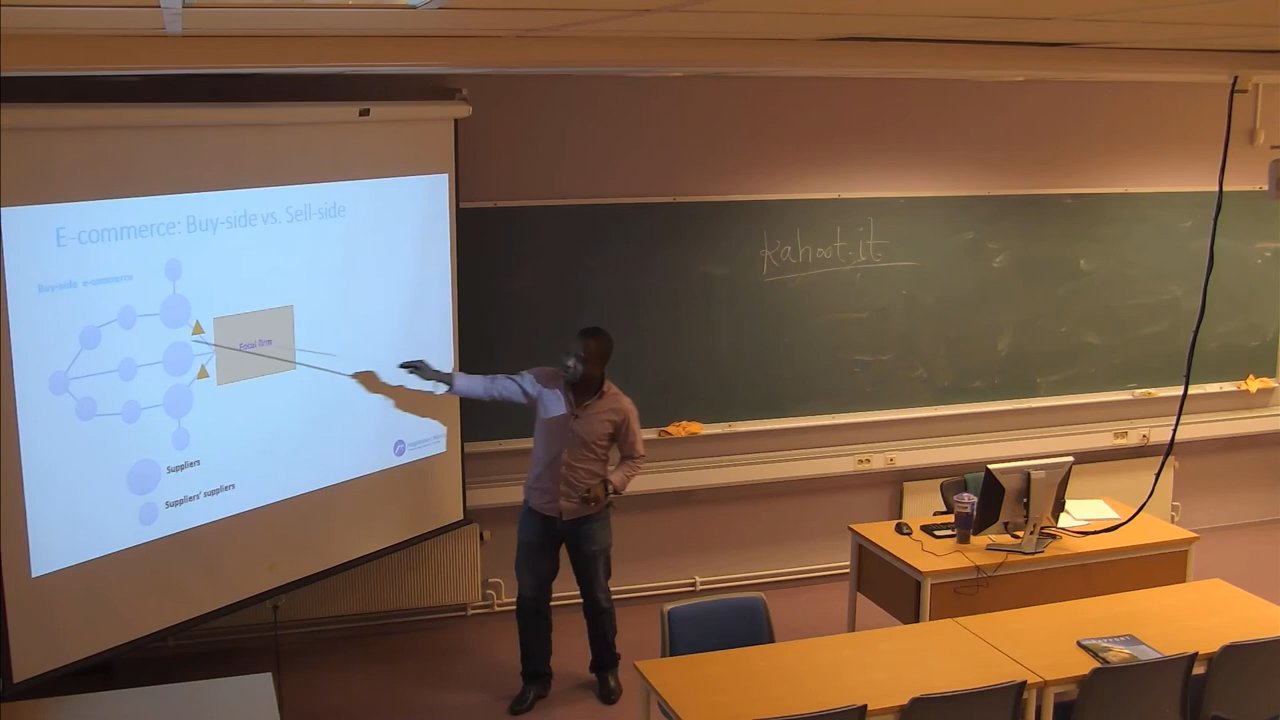 E-commerce: Buy-side vs. Sell-side
Buy-side e-commerce
Focal firm
Suppliers
Suppliers' suppliers
kahoot.it